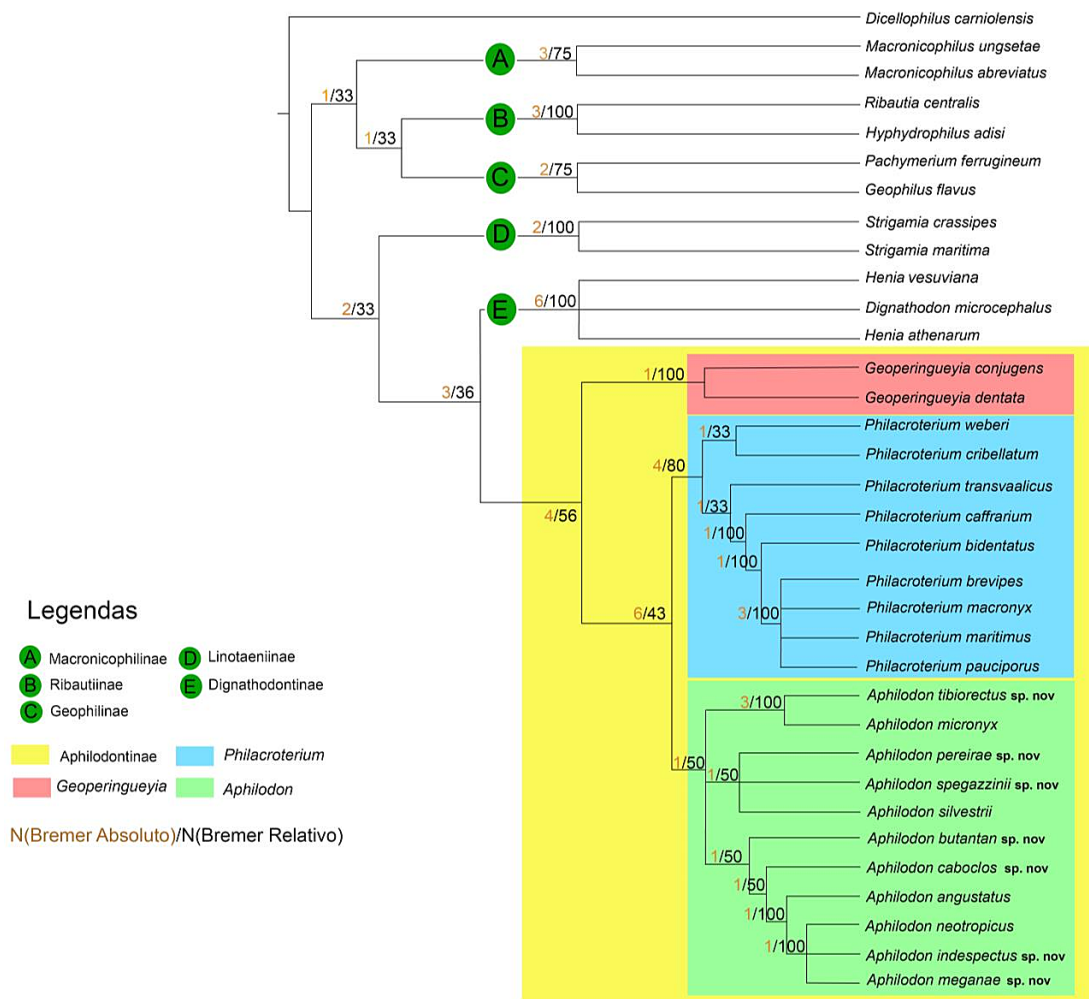 Dicellophilus carniolensis
Macronicophilus ungsetae
A
3/75
Macronicophilus abreviatus
1/33
Ribautia centralis
B
3/100
1/33
Hyphydrophilus adisi
Pachymerium ferrugineum
C
2/75
Geophilus flavus
Strigamia crassipes
D
2/100
Strigamia maritima
Henia vesuviana
2/33
E
6/100
Dignathodon microcephalus
Henia athenarum
Geoperingueyia conjugens
1/100
3/36
Geoperingueyia dentata
Philacroterium weberi
1/33
Philacroterium cribellatum
4/80
Philacroterium transvaalicus
1/33
4/56
Philacroterium caffrarium
1/100
Philacroterium bidentatus
1/100
Philacroterium brevipes
6/43
3/100
Philacroterium macronyx
Philacroterium maritimus
Philacroterium pauciporus
Aphilodon tibiorectus sp. nov
3/100
Aphilodon micronyx
Aphilodon pereirae sp. nov
1/50
1/50
Aphilodon spegazzinii sp. nov
Aphilodon silvestrii
Aphilodon butantan sp. nov
1/50
Aphilodon caboclos sp. nov
1/50
Aphilodon angustatus
1/100
Aphilodon neotropicus
1/100
Aphilodon indespectus sp. nov
Aphilodon meganae sp. nov
Legendas
A Macronicophilinae
D Linotaeniinae
B Ribautiinae
E Dignathodontinae
C Geophilinae
Aphilodontinae
Philacroterium
Geoperingueyia
Aphilodon
N(Bremer Absoluto)/N(Bremer Relativo)